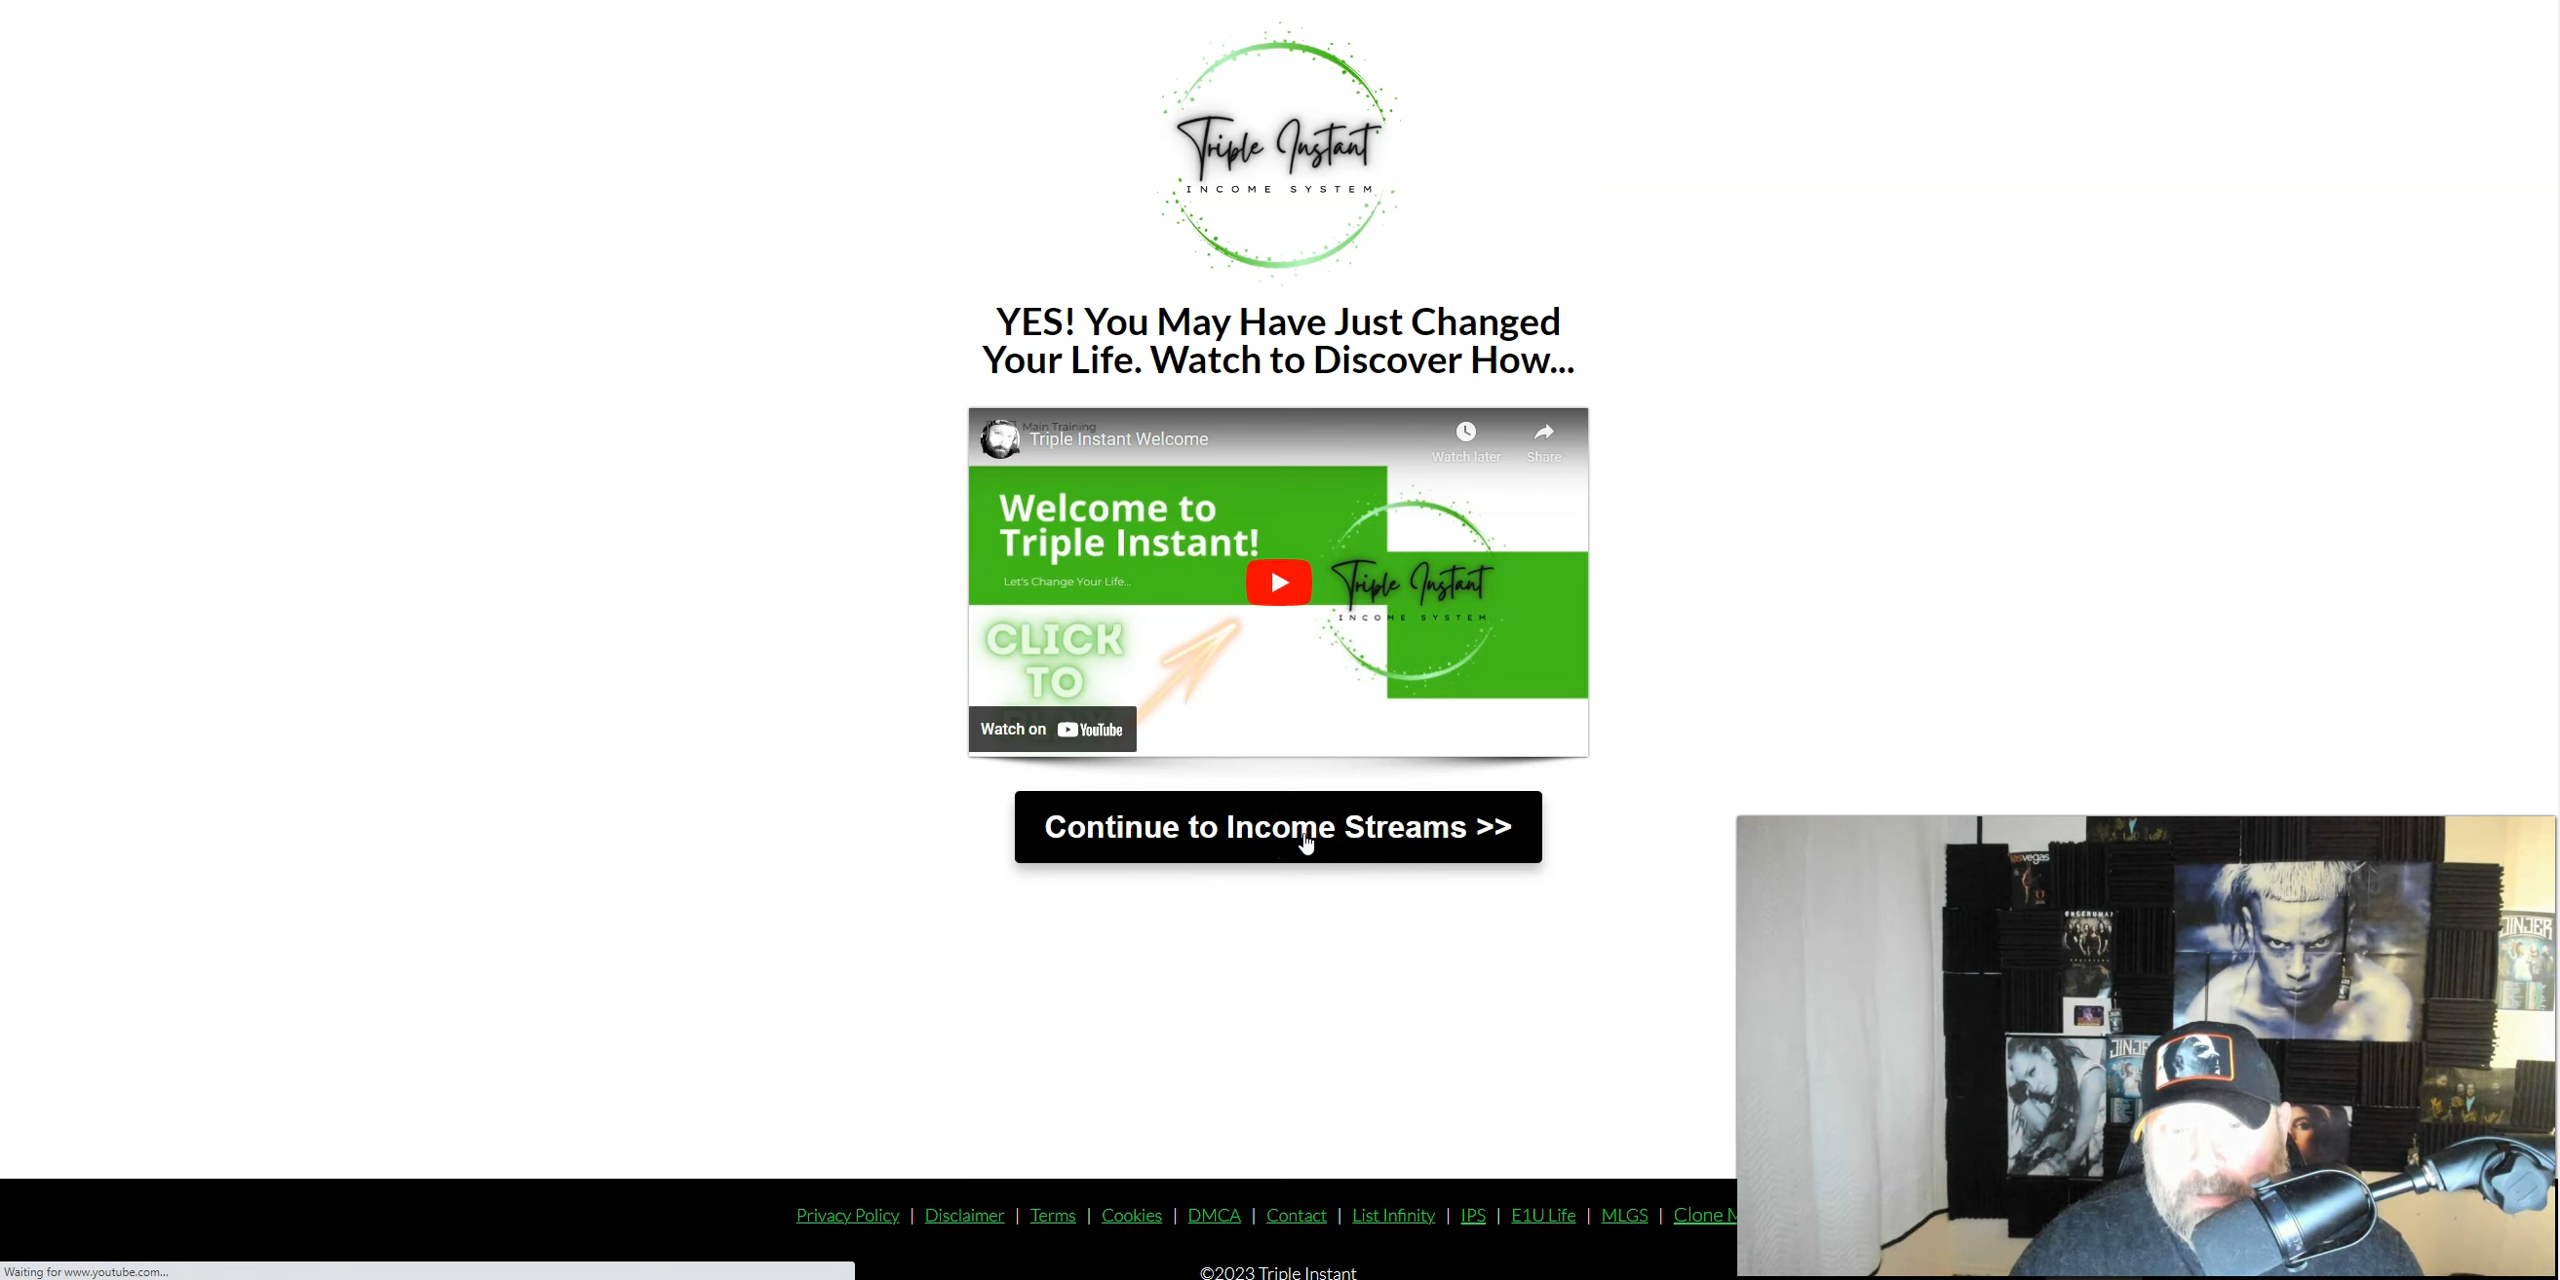 Triple Instant
INCOME SYSTEM
YES! You May Have Just Changed
Your Life. Watch to Discover How...
Main Training
Triple Instant Welcome
Watch later
Share
Welcome to
Triple Instant!
Let's Change Your Life...
Triple Instant
INCOME SYSTEM
CLICK
TO
Watch on YouTube
Continue to Income Streams >>
lasvegas
JINJER
Privacy Policy | Disclaimer | Terms | Cookies | DMCA | Contact | List Infinity | IPS | E1U Life | MLGS | Clone
Waiting for www.youtube.com...
©2023 Triple Instant